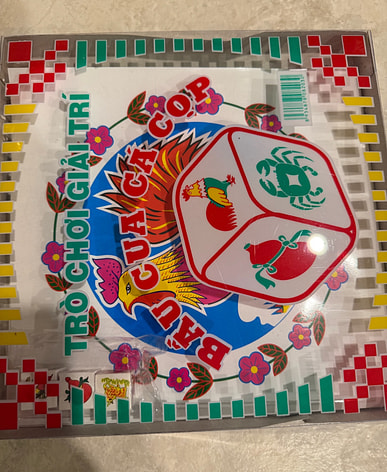 TRÒ CHƠI GIẢI TRÍ
BẦU CUA CÁ CỌP